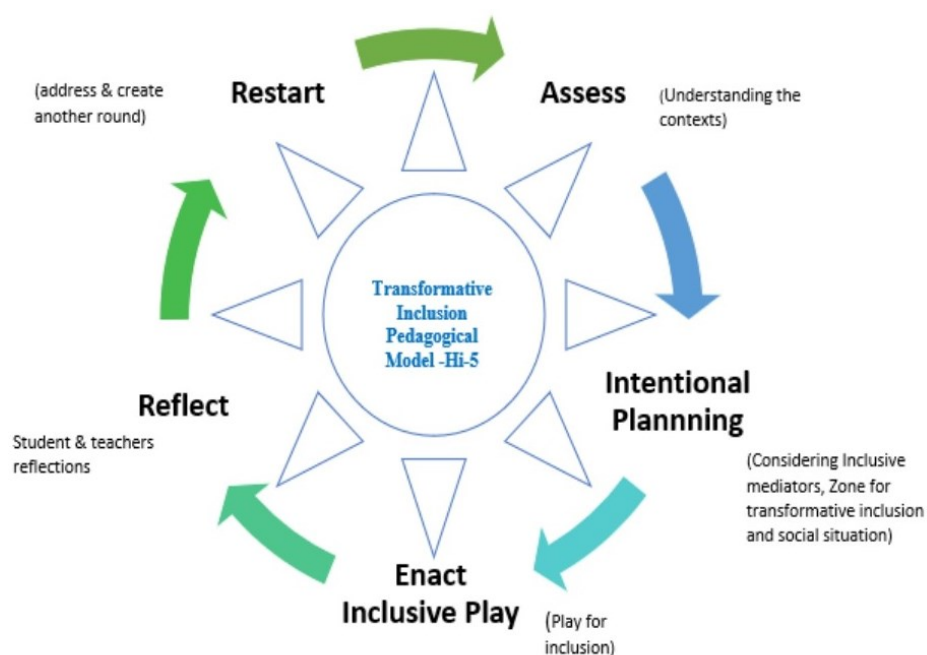 Restart
(address & create
another round)
Assess
(Understanding the
contexts)
Transformative
Inclusion
Pedagogical
Model -Hi-5
Intentional
Plannning
(Considering Inclusive
mediators, Zone for
transformative inclusion
and social situation)
Enact
Inclusive Play
(Play for
inclusion)
Reflect
Student & teachers
reflections